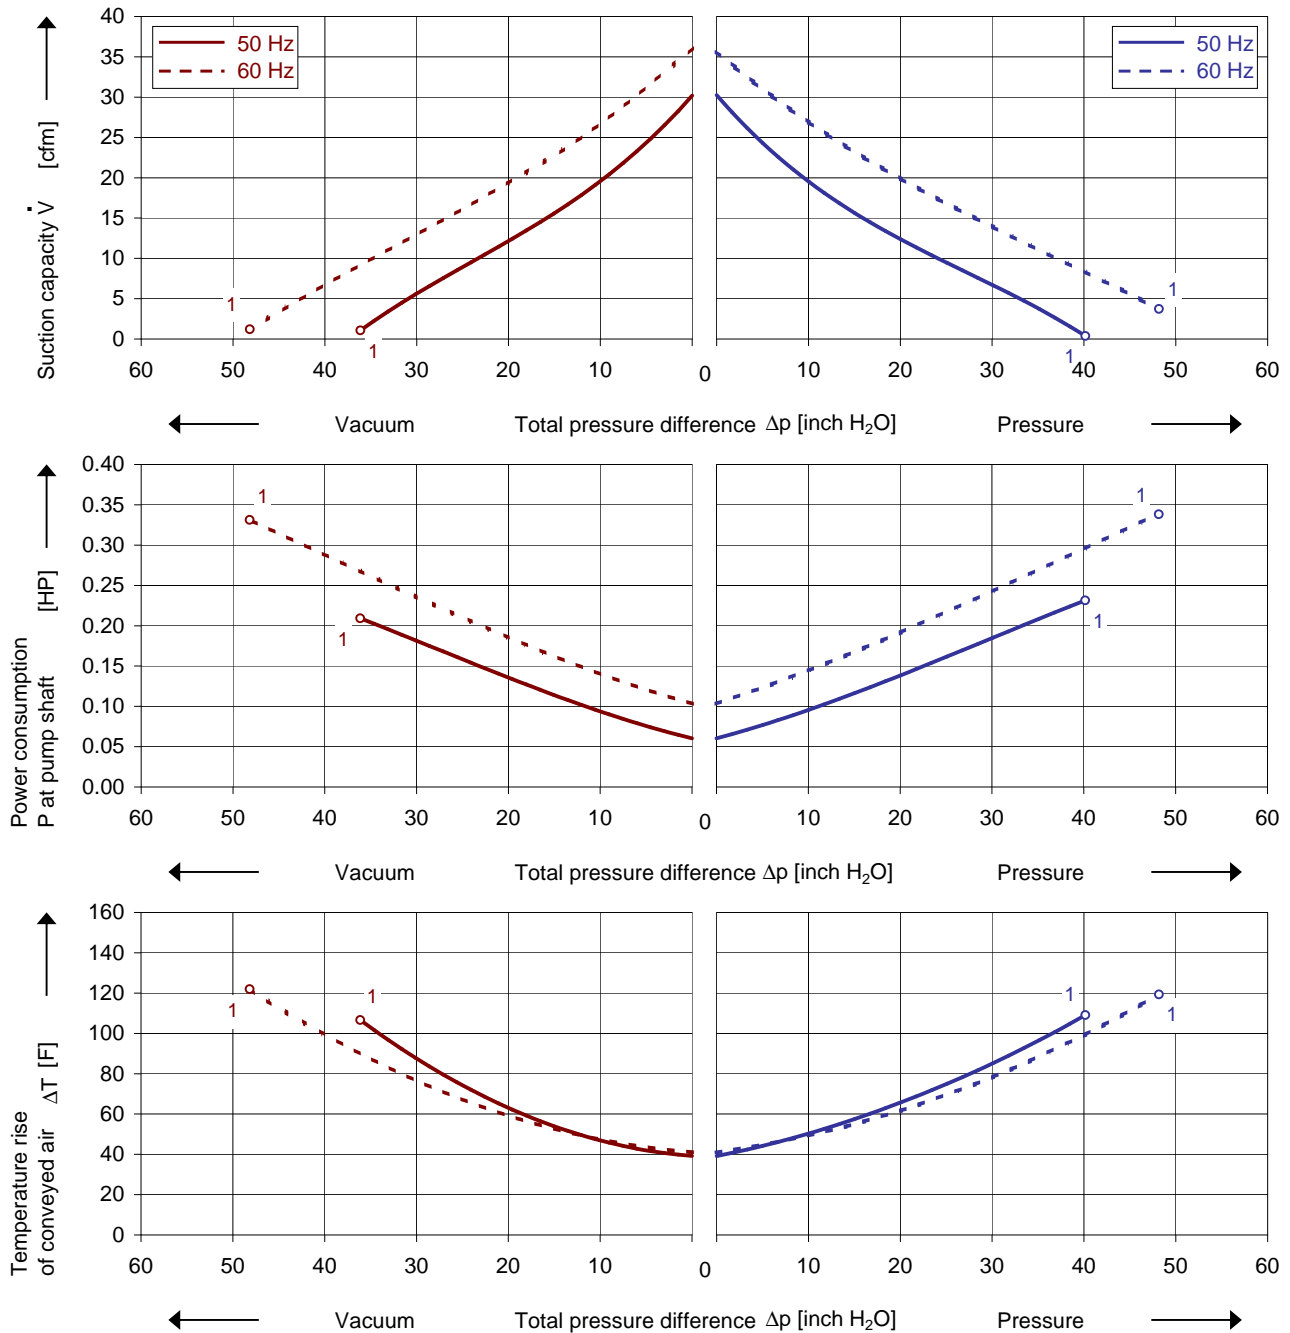 Suction capacity V̇ [cfm]
40
35
30
25
20
15
10
5
0
50 Hz
60 Hz
50 Hz
60 Hz
1
1
1
1
60 50 40 30 20 10 0 10 20 30 40 50 60
Vacuum Total pressure difference Δp [inch H₂O] Pressure
Power consumption
P at pump shaft [HP]
0.40
0.35
0.30
0.25
0.20
0.15
0.10
0.05
0.00
1
1
1
1
60 50 40 30 20 10 0 10 20 30 40 50 60
Vacuum Total pressure difference Δp [inch H₂O] Pressure
Temperature rise
of conveyed air ΔT [F]
160
140
120
100
80
60
40
20
0
1
1
1
1
60 50 40 30 20 10 0 10 20 30 40 50 60
Vacuum Total pressure difference Δp [inch H₂O] Pressure